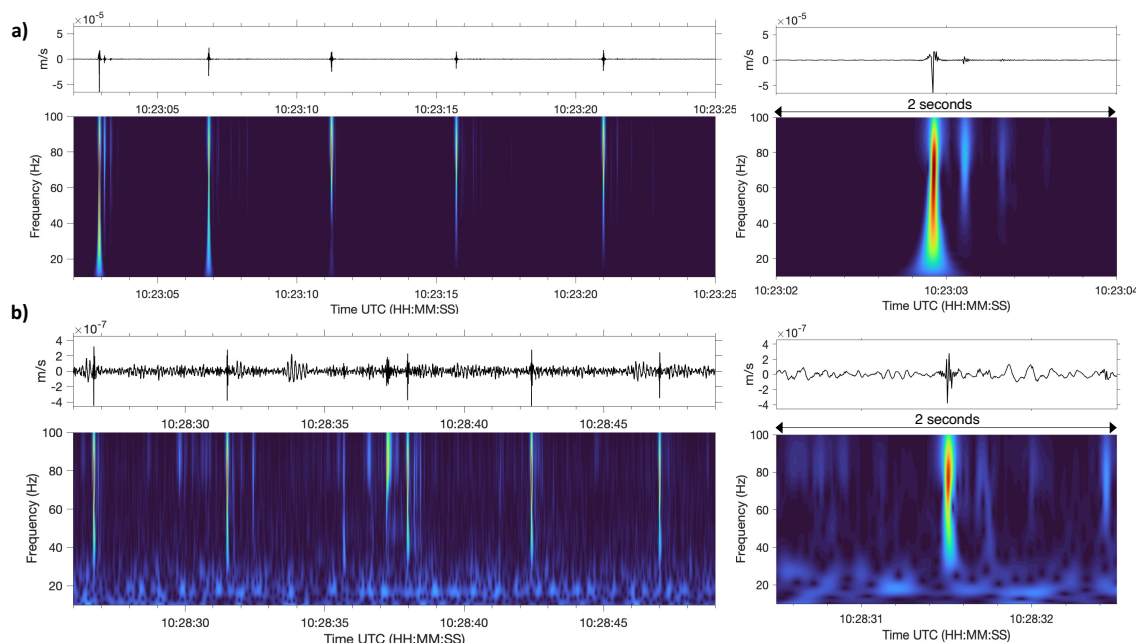 a)
×10⁻⁵
m/s
5
0
-5
10:23:05 10:23:10 10:23:15 10:23:20 10:23:25
Frequency (Hz)
100
80
60
40
20
10:23:05 10:23:10 10:23:15 10:23:20 10:23:25
Time UTC (HH:MM:SS)
×10⁻⁵
m/s
5
0
-5
2 seconds
Frequency (Hz)
100
80
60
40
20
10:23:02 10:23:03 10:23:04
Time UTC (HH:MM:SS)
b)
×10⁻⁷
m/s
4
2
0
-2
-4
10:28:30 10:28:35 10:28:40 10:28:45
Frequency (Hz)
100
80
60
40
20
10:28:30 10:28:35 10:28:40 10:28:45
Time UTC (HH:MM:SS)
×10⁻⁷
m/s
4
2
0
-2
-4
2 seconds
Frequency (Hz)
100
80
60
40
20
10:28:31 10:28:32
Time UTC (HH:MM:SS)